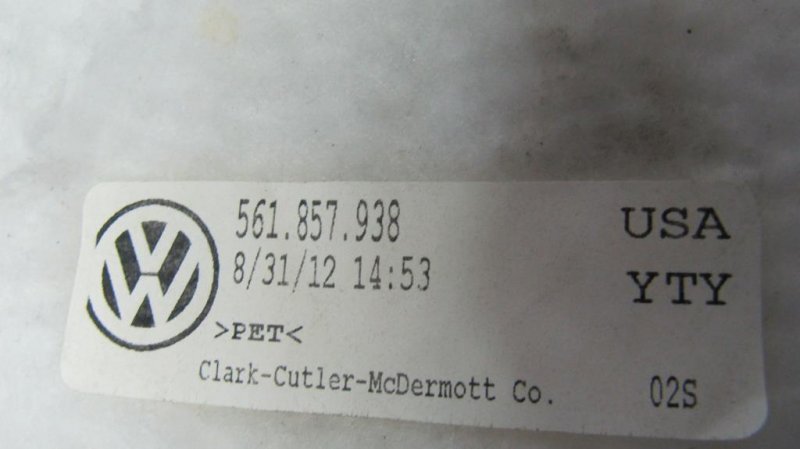 561.857.938 USA
8/31/12 14:53 YTY
>PET<
Clark-Cutler-McDermott Co. 02S